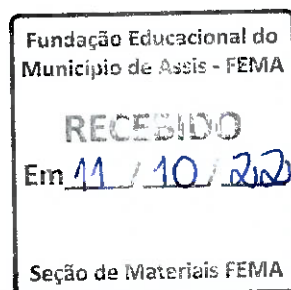 Fundação Educacional do
Município de Assis - FEMA
RECEBIDO
Em 11 / 10 / 22
Seção de Materiais FEMA